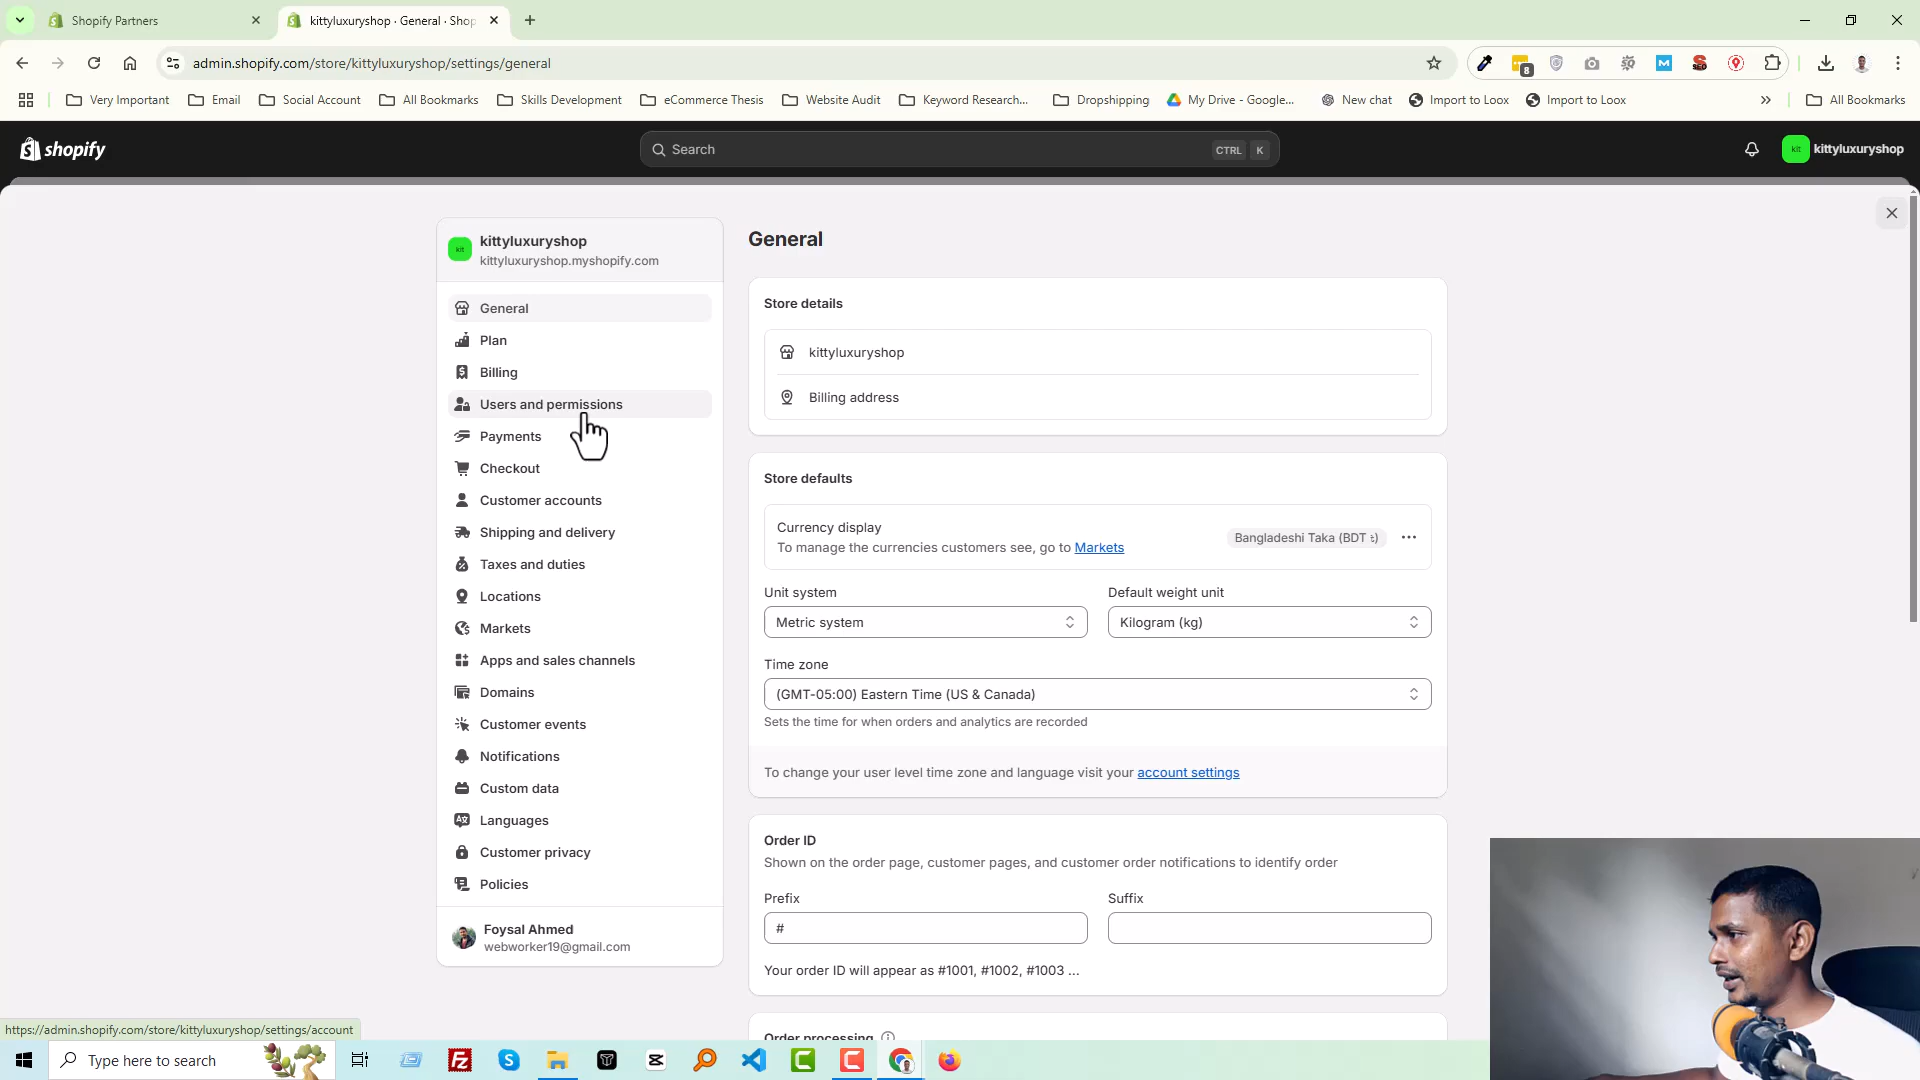 Shopify Partners
kittyluxuryshop · General · Shop
admin.shopify.com/store/kittyluxuryshop/settings/general
8
Very Important
Email
Social Account
All Bookmarks
Skills Development
eCommerce Thesis
Website Audit
Keyword Research...
Dropshipping
My Drive - Google...
New chat
Import to Loox
Import to Loox
All Bookmarks
shopify
Search
CTRL K
kit
kittyluxuryshop
kit
kittyluxuryshop
kittyluxuryshop.myshopify.com
General
Plan
Billing
Users and permissions
Payments
Checkout
Customer accounts
Shipping and delivery
Taxes and duties
Locations
Markets
Apps and sales channels
Domains
Customer events
Notifications
Custom data
Languages
Customer privacy
Policies
Foysal Ahmed
webworker19@gmail.com
General
Store details
kittyluxuryshop
Billing address
Store defaults
Currency display
To manage the currencies customers see, go to Markets
Bangladeshi Taka (BDT ৳)
Unit system
Default weight unit
Metric system
Kilogram (kg)
Time zone
(GMT-05:00) Eastern Time (US & Canada)
Sets the time for when orders and analytics are recorded
To change your user level time zone and language visit your account settings
Order ID
Shown on the order page, customer pages, and customer order notifications to identify order
Prefix
Suffix
#
Your order ID will appear as #1001, #1002, #1003 ...
Order processing
https://admin.shopify.com/store/kittyluxuryshop/settings/account
Type here to search